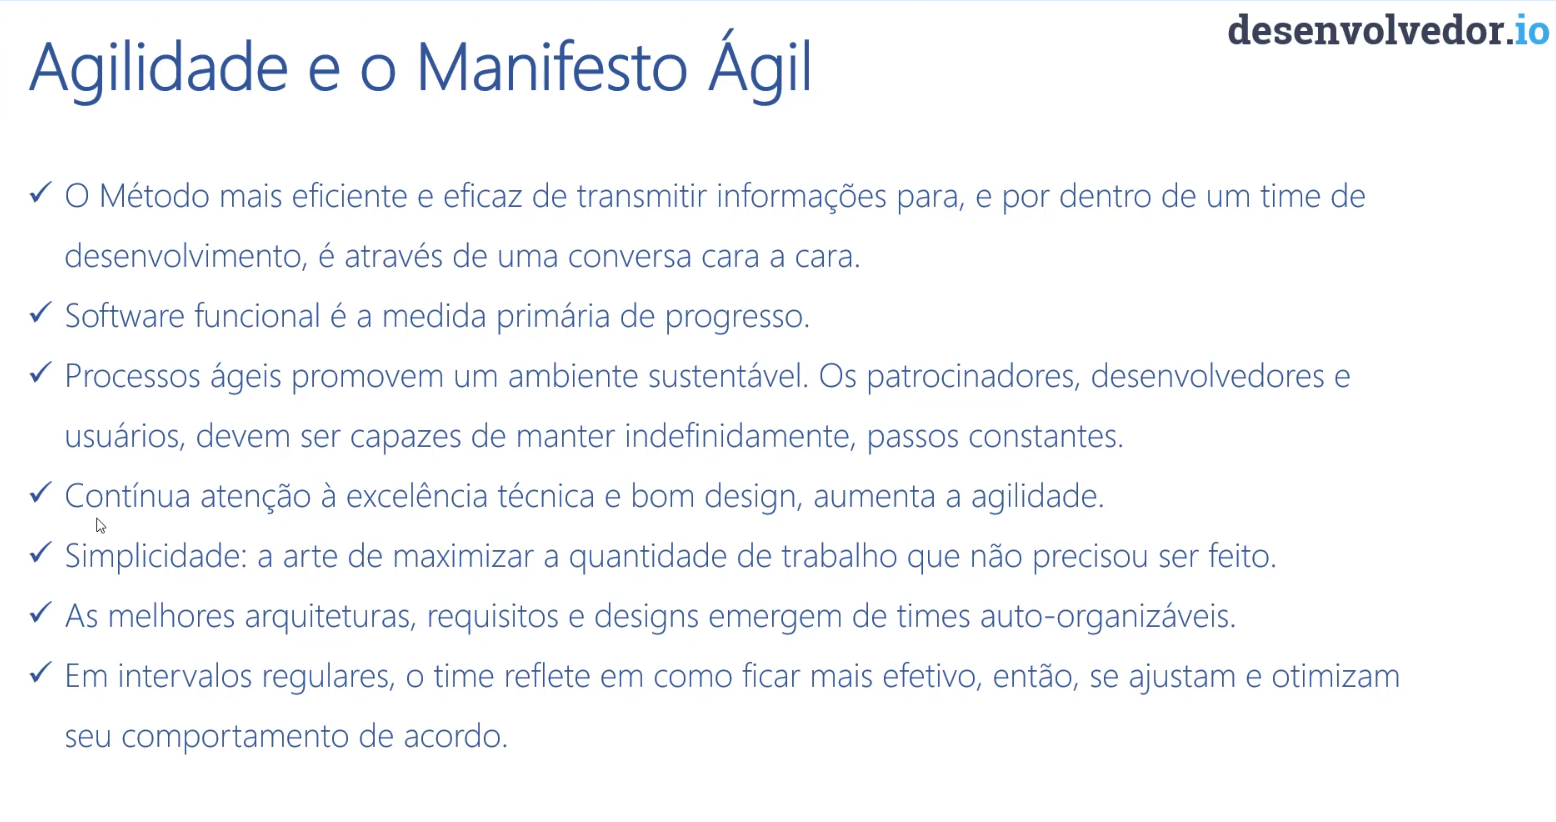 desenvolvedor.io
Agilidade e o Manifesto Ágil
✓ O Método mais eficiente e eficaz de transmitir informações para, e por dentro de um time de
desenvolvimento, é através de uma conversa cara a cara.
✓ Software funcional é a medida primária de progresso.
✓ Processos ágeis promovem um ambiente sustentável. Os patrocinadores, desenvolvedores e
usuários, devem ser capazes de manter indefinidamente, passos constantes.
✓ Contínua atenção à excelência técnica e bom design, aumenta a agilidade.
✓ Simplicidade: a arte de maximizar a quantidade de trabalho que não precisou ser feito.
✓ As melhores arquiteturas, requisitos e designs emergem de times auto-organizáveis.
✓ Em intervalos regulares, o time reflete em como ficar mais efetivo, então, se ajustam e otimizam
seu comportamento de acordo.